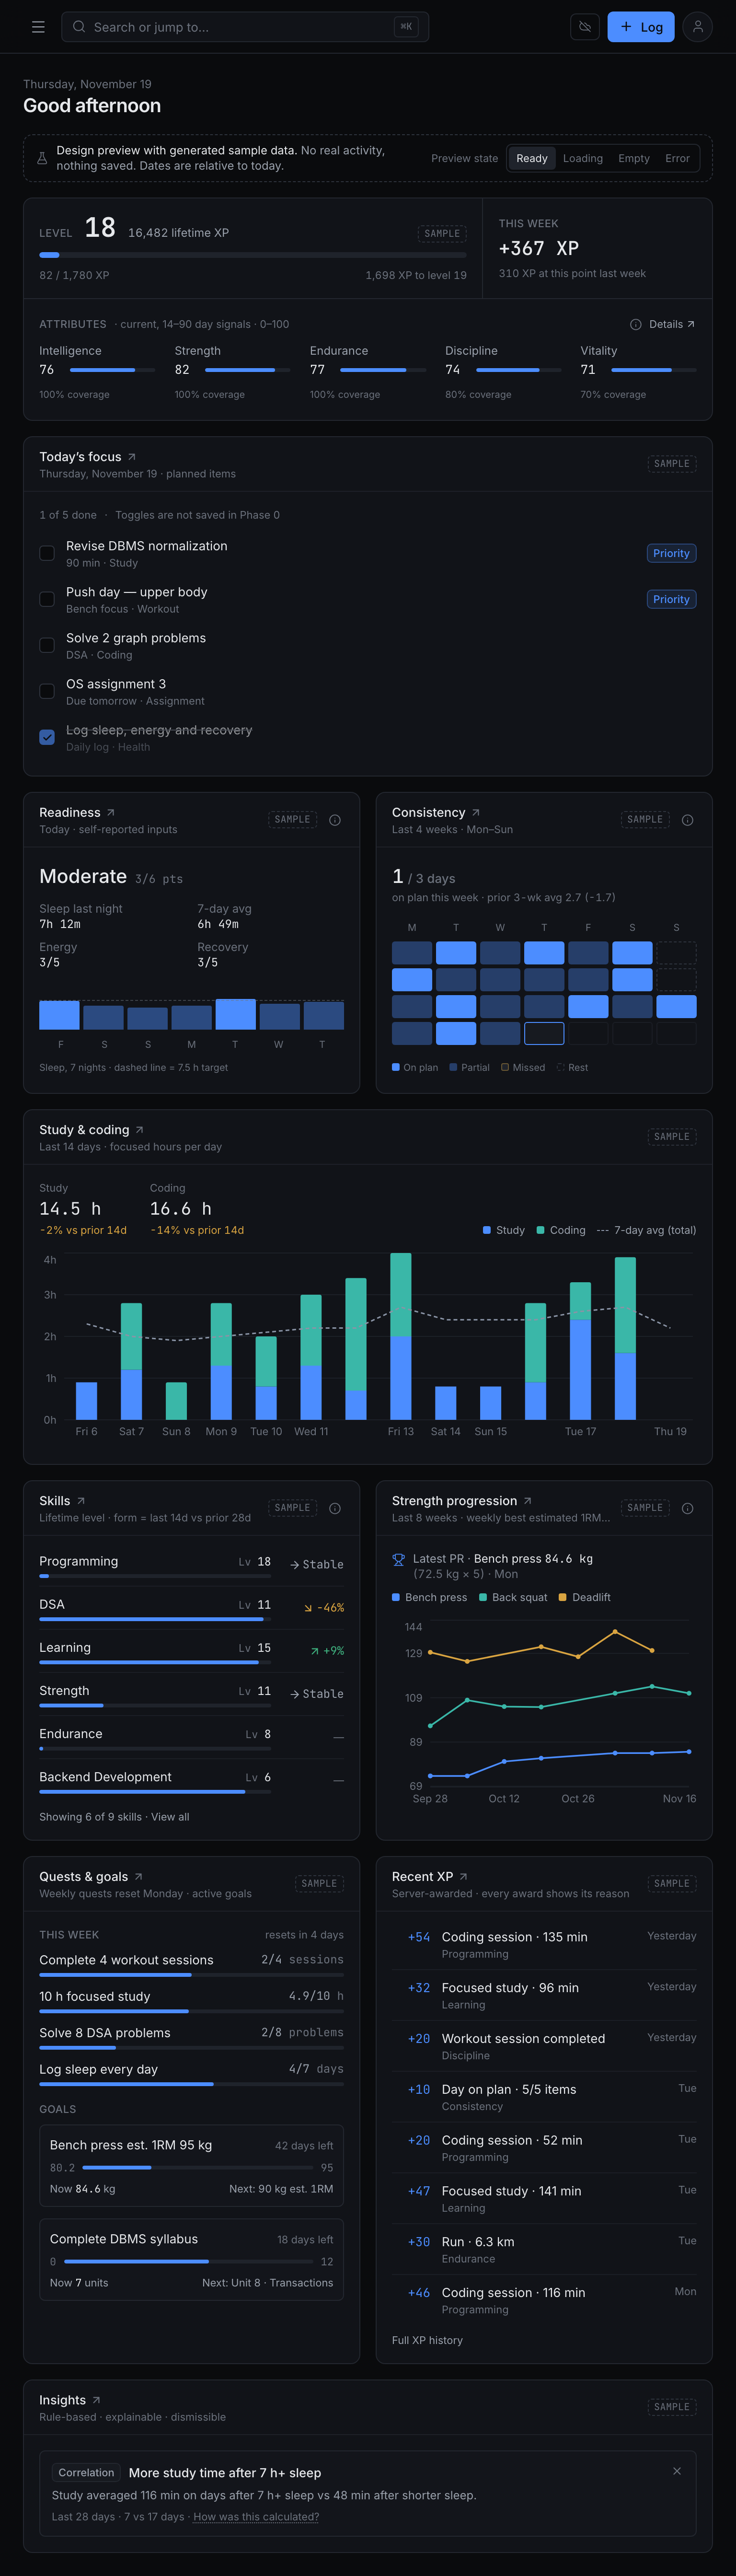 Search or jump to...
⌘K
Log
Thursday, November 19
Good afternoon
Design preview with generated sample data. No real activity,
nothing saved. Dates are relative to today.
Preview state
Ready
Loading
Empty
Error
LEVEL 18 16,482 lifetime XP
SAMPLE
82 / 1,780 XP
1,698 XP to level 19
THIS WEEK
+367 XP
310 XP at this point last week
ATTRIBUTES · current, 14–90 day signals · 0–100
Details
Intelligence
76
100% coverage
Strength
82
100% coverage
Endurance
77
100% coverage
Discipline
74
80% coverage
Vitality
71
70% coverage
Today's focus
Thursday, November 19 · planned items
SAMPLE
1 of 5 done · Toggles are not saved in Phase 0
Revise DBMS normalization
90 min · Study
Priority
Push day — upper body
Bench focus · Workout
Priority
Solve 2 graph problems
DSA · Coding
OS assignment 3
Due tomorrow · Assignment
Log sleep, energy and recovery
Daily log · Health
Readiness
Today · self-reported inputs
SAMPLE
Moderate 3/6 pts
Sleep last night
7h 12m
7-day avg
6h 49m
Energy
3/5
Recovery
3/5
F S S M T W T
Sleep, 7 nights · dashed line = 7.5 h target
Consistency
Last 4 weeks · Mon–Sun
SAMPLE
1 / 3 days
on plan this week · prior 3-wk avg 2.7 (-1.7)
M T W T F S S
On plan
Partial
Missed
Rest
Study & coding
Last 14 days · focused hours per day
SAMPLE
Study
14.5 h
-2% vs prior 14d
Coding
16.6 h
-14% vs prior 14d
Study
Coding
7-day avg (total)
4h
3h
2h
1h
0h
Fri 6 Sat 7 Sun 8 Mon 9 Tue 10 Wed 11 Fri 13 Sat 14 Sun 15 Tue 17 Thu 19
Skills
Lifetime level · form = last 14d vs prior 28d
SAMPLE
Programming Lv 18 → Stable
DSA Lv 11 ↘ -46%
Learning Lv 15 ↗ +9%
Strength Lv 11 → Stable
Endurance Lv 8 —
Backend Development Lv 6 —
Showing 6 of 9 skills · View all
Strength progression
Last 8 weeks · weekly best estimated 1RM...
SAMPLE
Latest PR · Bench press 84.6 kg
(72.5 kg × 5) · Mon
Bench press
Back squat
Deadlift
144
129
109
89
69
Sep 28 Oct 12 Oct 26 Nov 16
Quests & goals
Weekly quests reset Monday · active goals
SAMPLE
THIS WEEK
resets in 4 days
Complete 4 workout sessions 2/4 sessions
10 h focused study 4.9/10 h
Solve 8 DSA problems 2/8 problems
Log sleep every day 4/7 days
GOALS
Bench press est. 1RM 95 kg 42 days left
80.2 95
Now 84.6 kg Next: 90 kg est. 1RM
Complete DBMS syllabus 18 days left
0 12
Now 7 units Next: Unit 8 · Transactions
Recent XP
Server-awarded · every award shows its reason
SAMPLE
+54 Coding session · 135 min Yesterday
Programming
+32 Focused study · 96 min Yesterday
Learning
+20 Workout session completed Yesterday
Discipline
+10 Day on plan · 5/5 items Tue
Consistency
+20 Coding session · 52 min Tue
Programming
+47 Focused study · 141 min Tue
Learning
+30 Run · 6.3 km Tue
Endurance
+46 Coding session · 116 min Mon
Programming
Full XP history
Insights
Rule-based · explainable · dismissible
SAMPLE
Correlation More study time after 7 h+ sleep
Study averaged 116 min on days after 7 h+ sleep vs 48 min after shorter sleep.
Last 28 days · 7 vs 17 days · How was this calculated?